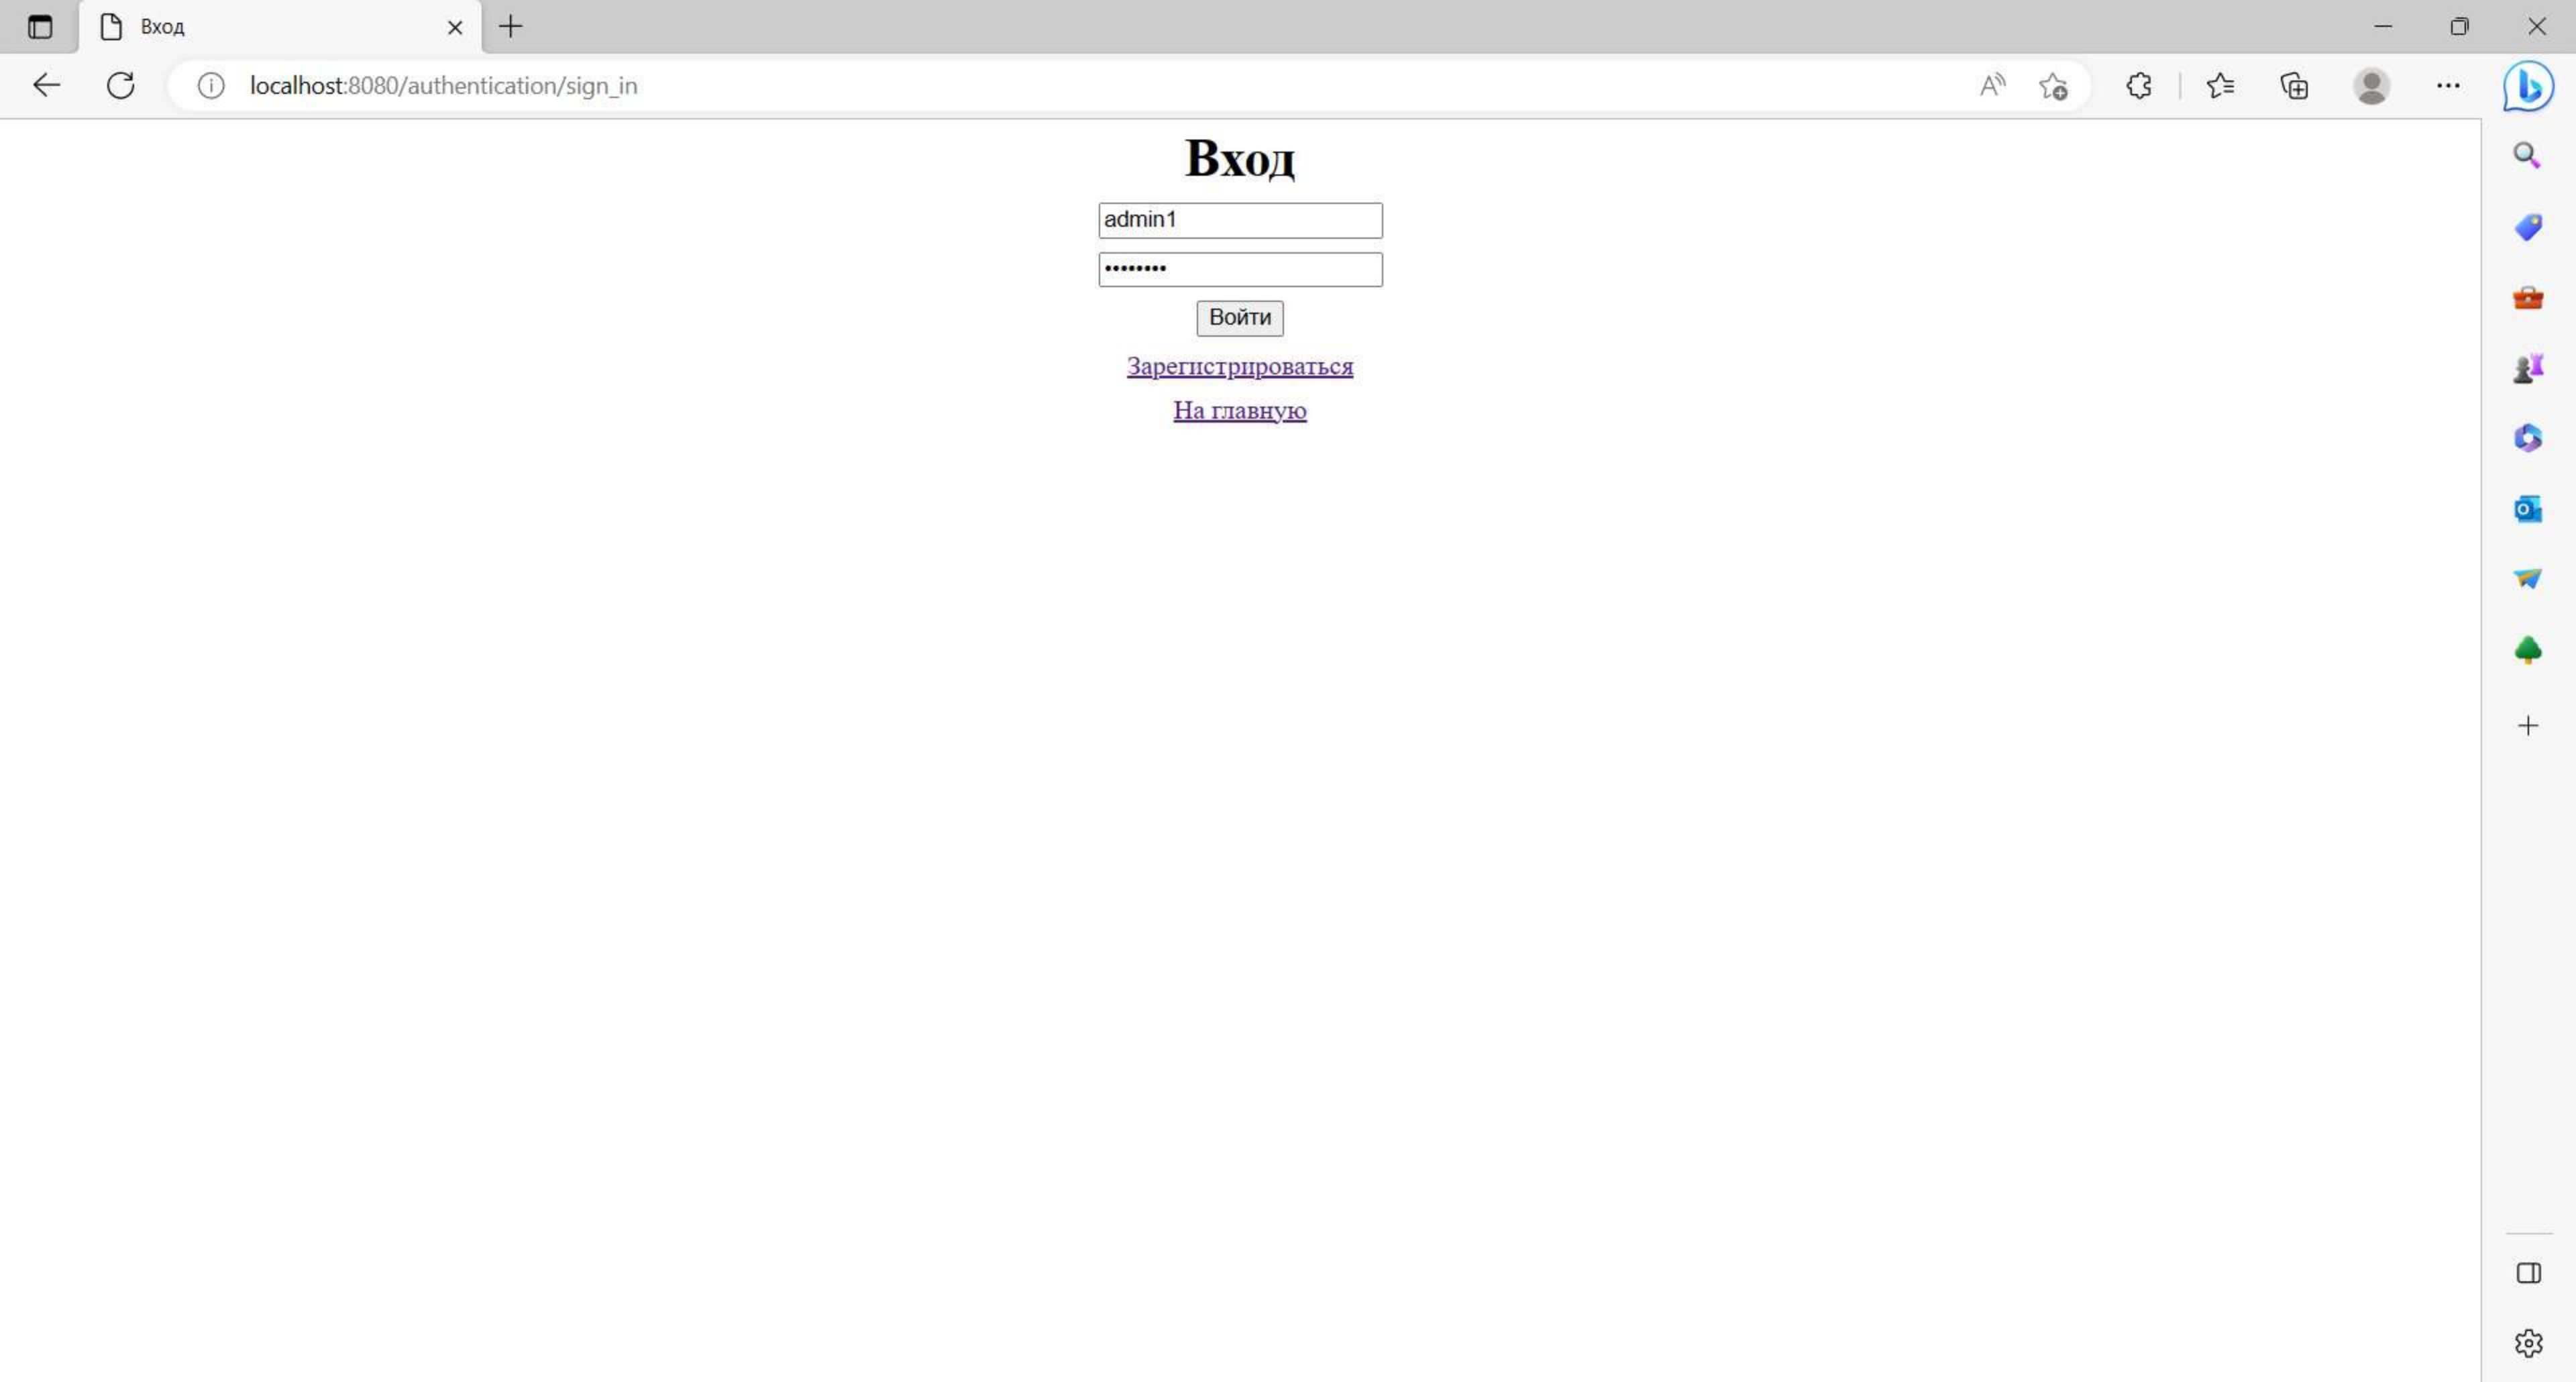 Вход
localhost:8080/authentication/sign_in
Вход
admin1
••••••••
Войти
Зарегистрироваться
На главную